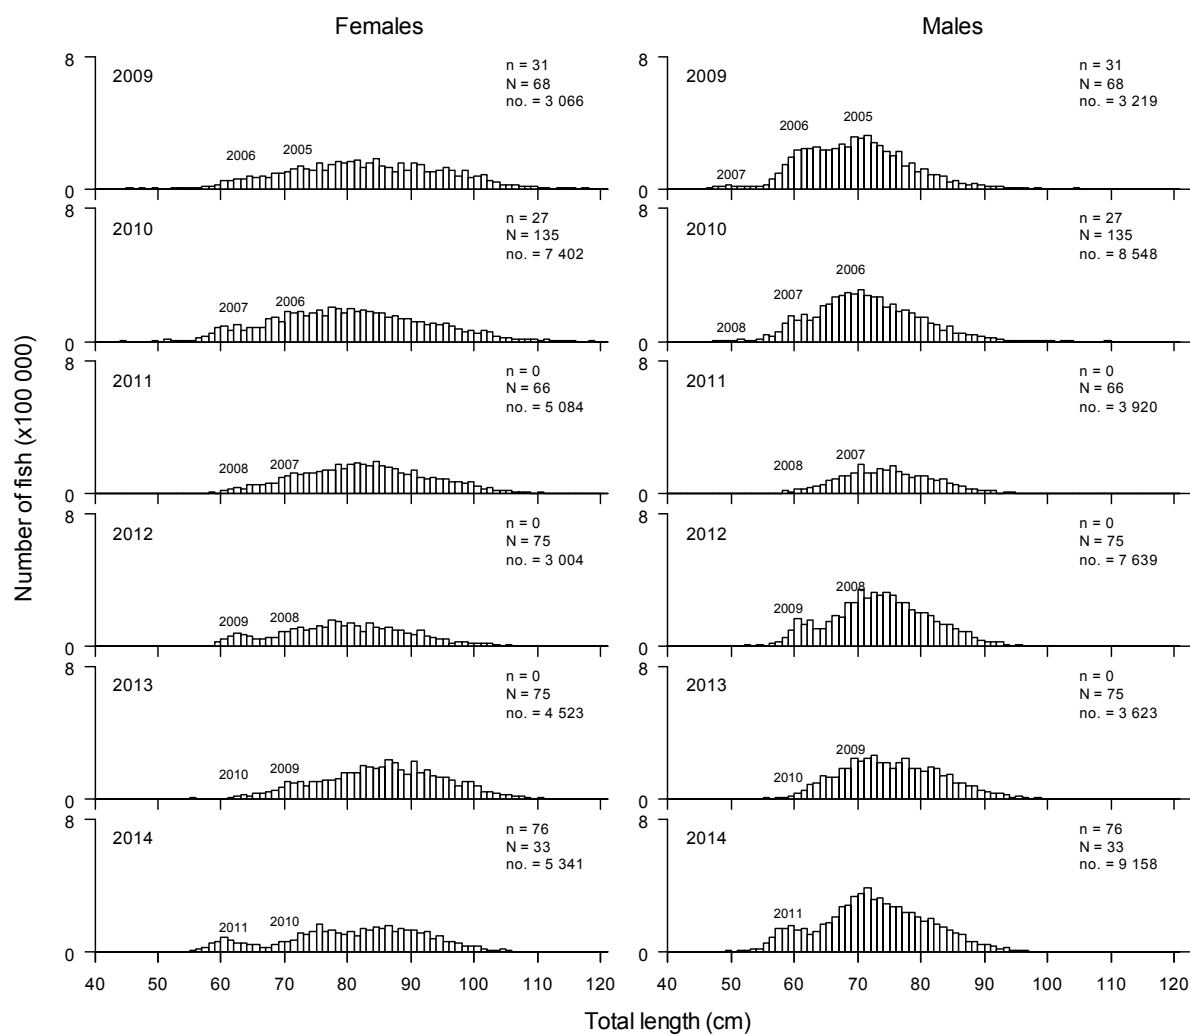 Females Males
8
2009
n = 31
N = 68
no. = 3 066
2006 2005
0
8
2009
n = 31
N = 68
no. = 3 219
2006 2005
2007
0
8
2010
n = 27
N = 135
no. = 7 402
2007 2006
0
8
2010
n = 27
N = 135
no. = 8 548
2006
2007
2008
0
8
2011
n = 0
N = 66
no. = 5 084
2008 2007
0
8
2011
n = 0
N = 66
no. = 3 920
2008 2007
0
8
2012
n = 0
N = 75
no. = 3 004
2009 2008
0
8
2012
n = 0
N = 75
no. = 7 639
2008
2009
0
8
2013
n = 0
N = 75
no. = 4 523
2010 2009
0
8
2013
n = 0
N = 75
no. = 3 623
2009
2010
0
8
2014
n = 76
N = 33
no. = 5 341
2011 2010
0
8
2014
n = 76
N = 33
no. = 9 158
2011
0
40 50 60 70 80 90 100 110 120
40 50 60 70 80 90 100 110 120
Number of fish (x100 000)
Total length (cm)